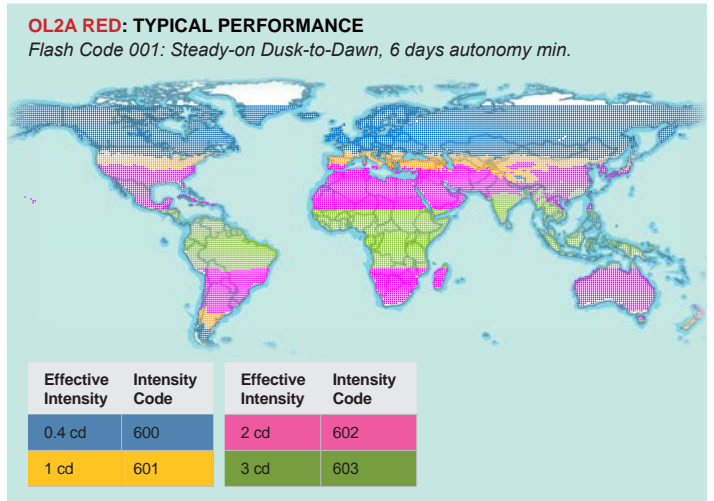 OL2A RED: TYPICAL PERFORMANCE
Flash Code 001: Steady-on Dusk-to-Dawn, 6 days autonomy min.
Effective Intensity Intensity Code
0.4 cd 600
1 cd 601
Effective Intensity Intensity Code
2 cd 602
3 cd 603